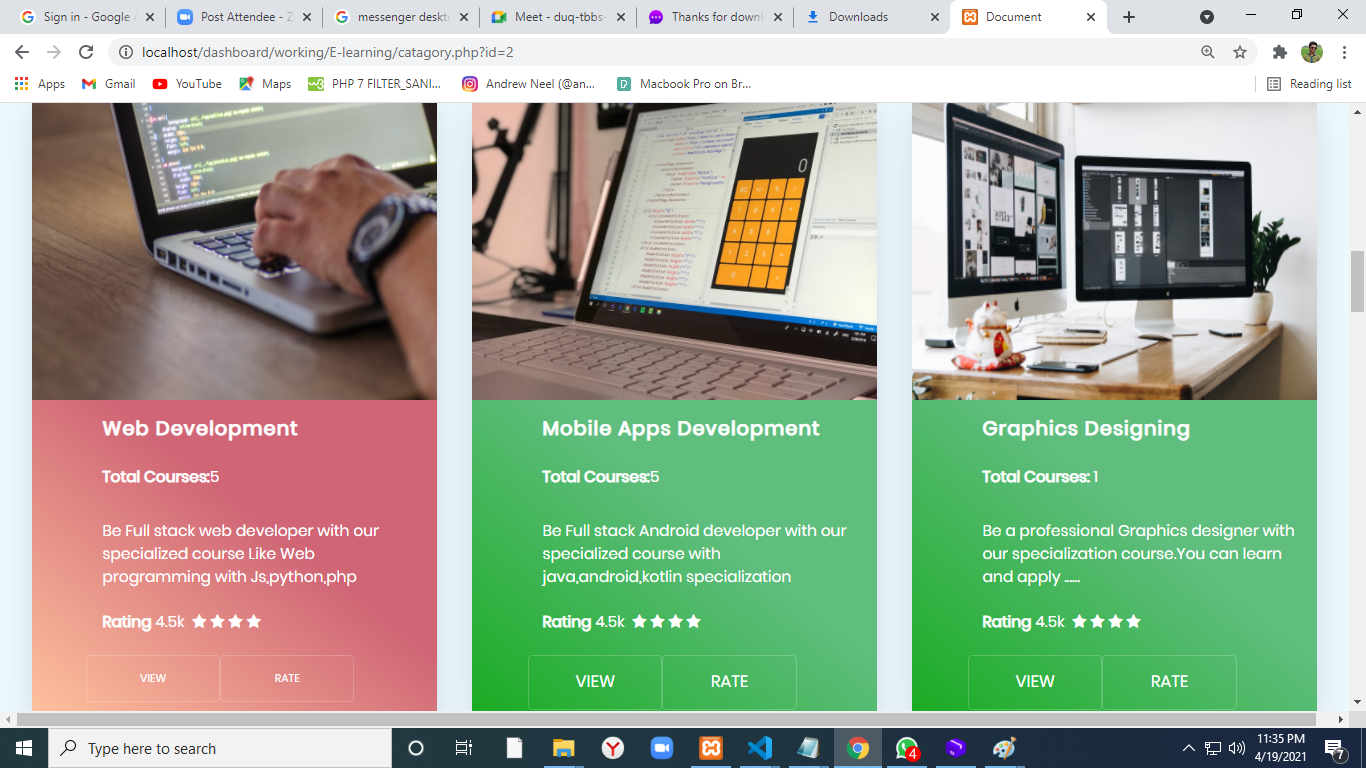 Sign in - Google A
Post Attendee - Z
messenger deskto
Meet - duq-tbbs-
Thanks for downl
Downloads
Document
localhost/dashboard/working/E-learning/catagory.php?id=2
Apps
Gmail
YouTube
Maps
PHP 7 FILTER_SANI...
Andrew Neel (@an...
Macbook Pro on Br...
Reading list
Web Development
Total Courses:5
Be Full stack web developer with our
specialized course Like Web
programming with Js,python,php
Rating 4.5k
VIEW
RATE
Mobile Apps Development
Total Courses:5
Be Full stack Android developer with our
specialized course with
java,android,kotlin specialization
Rating 4.5k
VIEW
RATE
Graphics Designing
Total Courses: 1
Be a professional Graphics designer with
our specialization course.You can learn
and apply ......
Rating 4.5k
VIEW
RATE
Type here to search
4
11:35 PM
4/19/2021
7